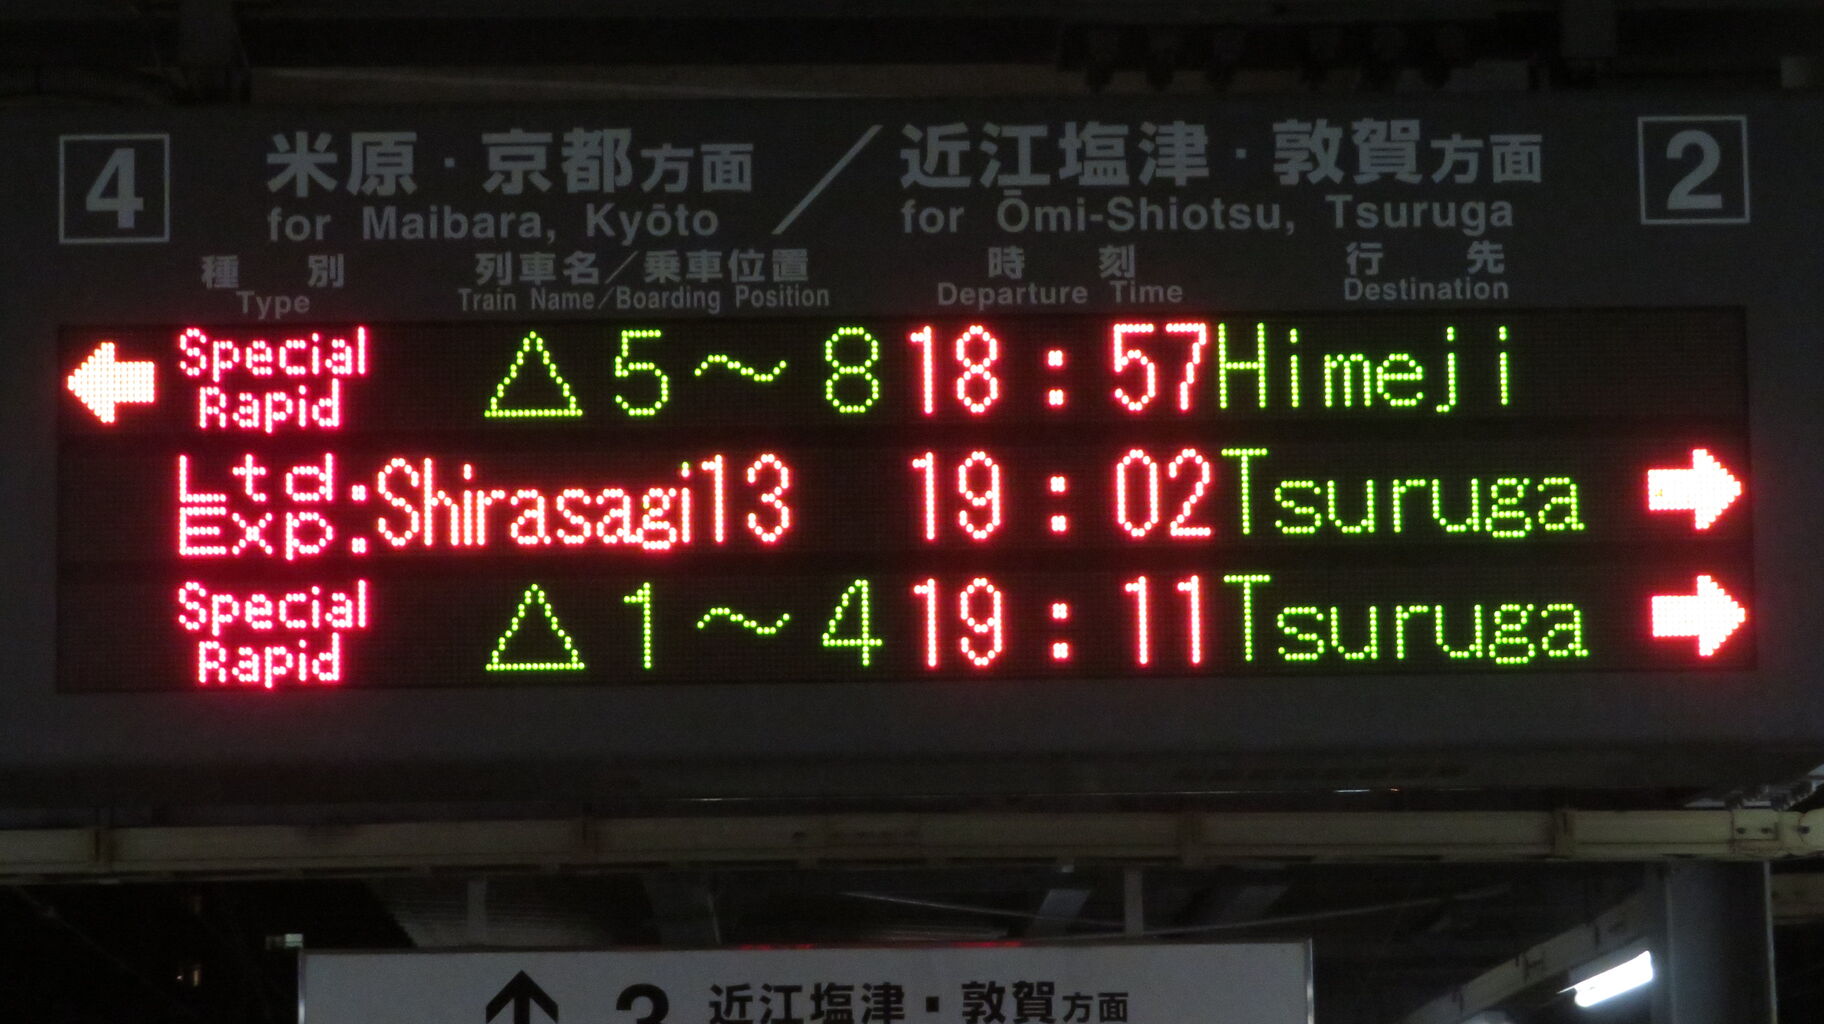 4 米原・京都方面／近江塩津・敦賀方面 2
for Maibara, Kyōto for Ōmi-Shiotsu, Tsuruga
種別 列車名／乗車位置 時刻 行先
Type Train Name/Boarding Position Departure Time Destination
← Special Rapid △5～8 18:57 Himeji
Ltd Exp: Shirasagi13 19:02 Tsuruga →
Special Rapid △1～4 19:11 Tsuruga →
↑ 3 近江塩津・敦賀方面